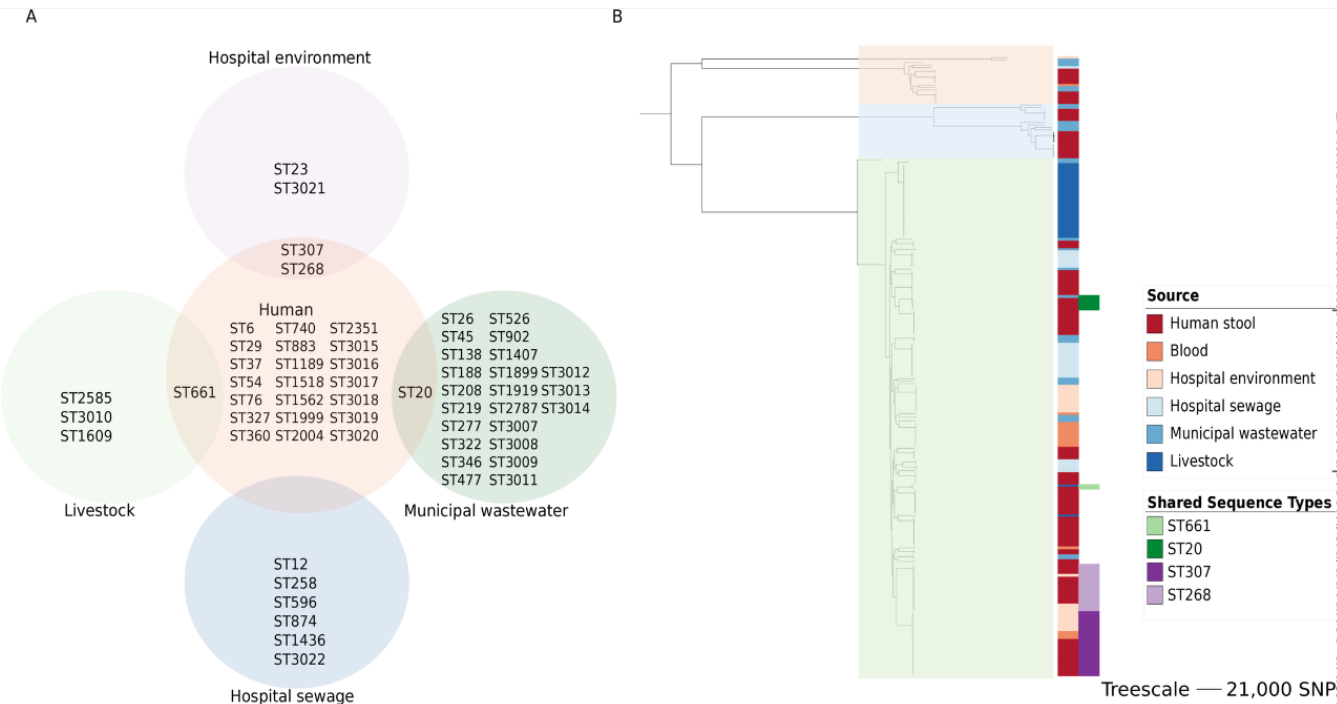 A
Hospital environment
ST23
ST3021
ST307
ST268
Human
ST6 ST740 ST2351
ST29 ST883 ST3015
ST37 ST1189 ST3016
ST54 ST1518 ST3017
ST76 ST1562 ST3018
ST327 ST1999 ST3019
ST360 ST2004 ST3020
ST661
ST20
ST2585
ST3010
ST1609
Livestock
ST26 ST526
ST45 ST902
ST138 ST1407
ST188 ST1899 ST3012
ST208 ST1919 ST3013
ST219 ST2787 ST3014
ST277 ST3007
ST322 ST3008
ST346 ST3009
ST477 ST3011
Municipal wastewater
ST12
ST258
ST596
ST874
ST1436
ST3022
Hospital sewage
B
Source
Human stool
Blood
Hospital environment
Hospital sewage
Municipal wastewater
Livestock
Shared Sequence Types
ST661
ST20
ST307
ST268
Treescale — 21,000 SNP